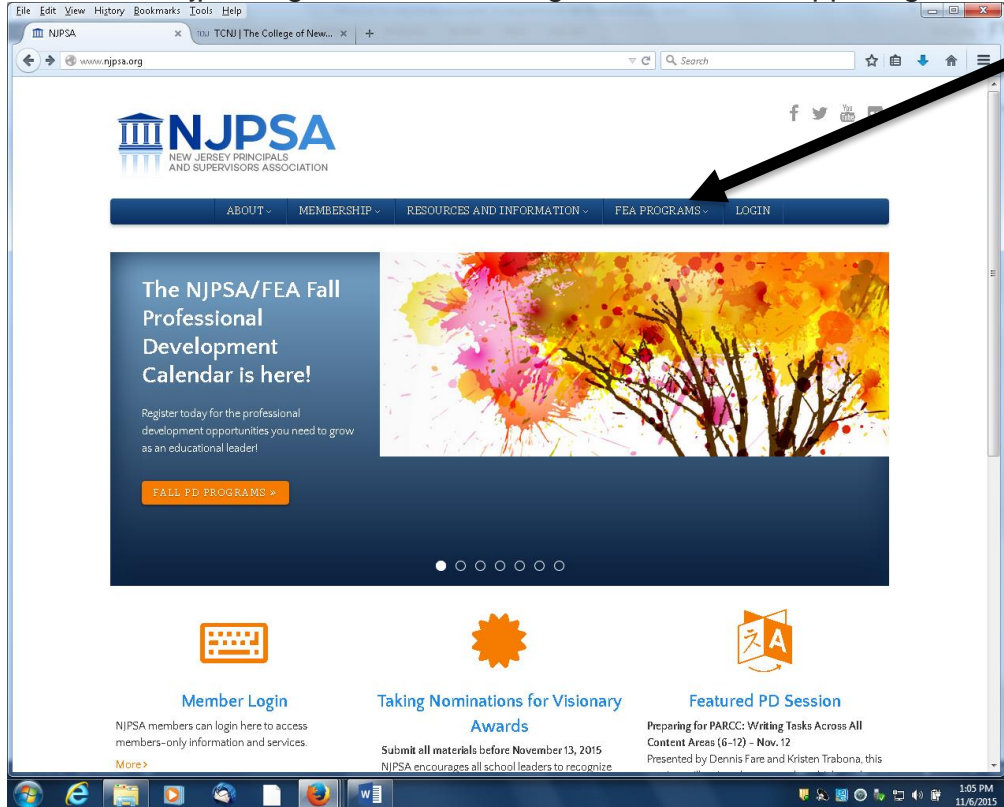 File Edit View History Bookmarks Tools Help
NJPSA × TCNJ | The College of New... × +
www.njpsa.org Search
NJPSA
NEW JERSEY PRINCIPALS
AND SUPERVISORS ASSOCIATION
f You Tube
ABOUT MEMBERSHIP RESOURCES AND INFORMATION FEA PROGRAMS LOGIN
The NJPSA/FEA Fall
Professional
Development
Calendar is here!
Register today for the professional
development opportunities you need to grow
as an educational leader!
FALL PD PROGRAMS »
Member Login
NJPSA members can login here to access
members-only information and services.
More >
Taking Nominations for Visionary
Awards
Submit all materials before November 13, 2015
NJPSA encourages all school leaders to recognize
Featured PD Session
Preparing for PARCC: Writing Tasks Across All
Content Areas (6-12) - Nov. 12
Presented by Dennis Fare and Kristen Trabona, this
1:05 PM
11/6/2015